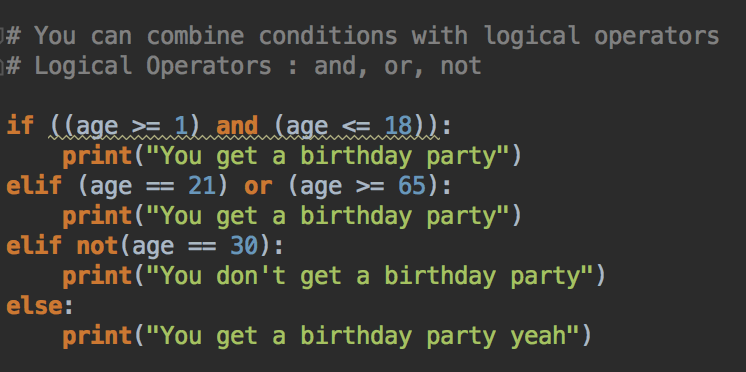 # You can combine conditions with logical operators
# Logical Operators : and, or, not
if ((age >= 1) and (age <= 18)):
    print("You get a birthday party")
elif (age == 21) or (age >= 65):
    print("You get a birthday party")
elif not(age == 30):
    print("You don't get a birthday party")
else:
    print("You get a birthday party yeah")